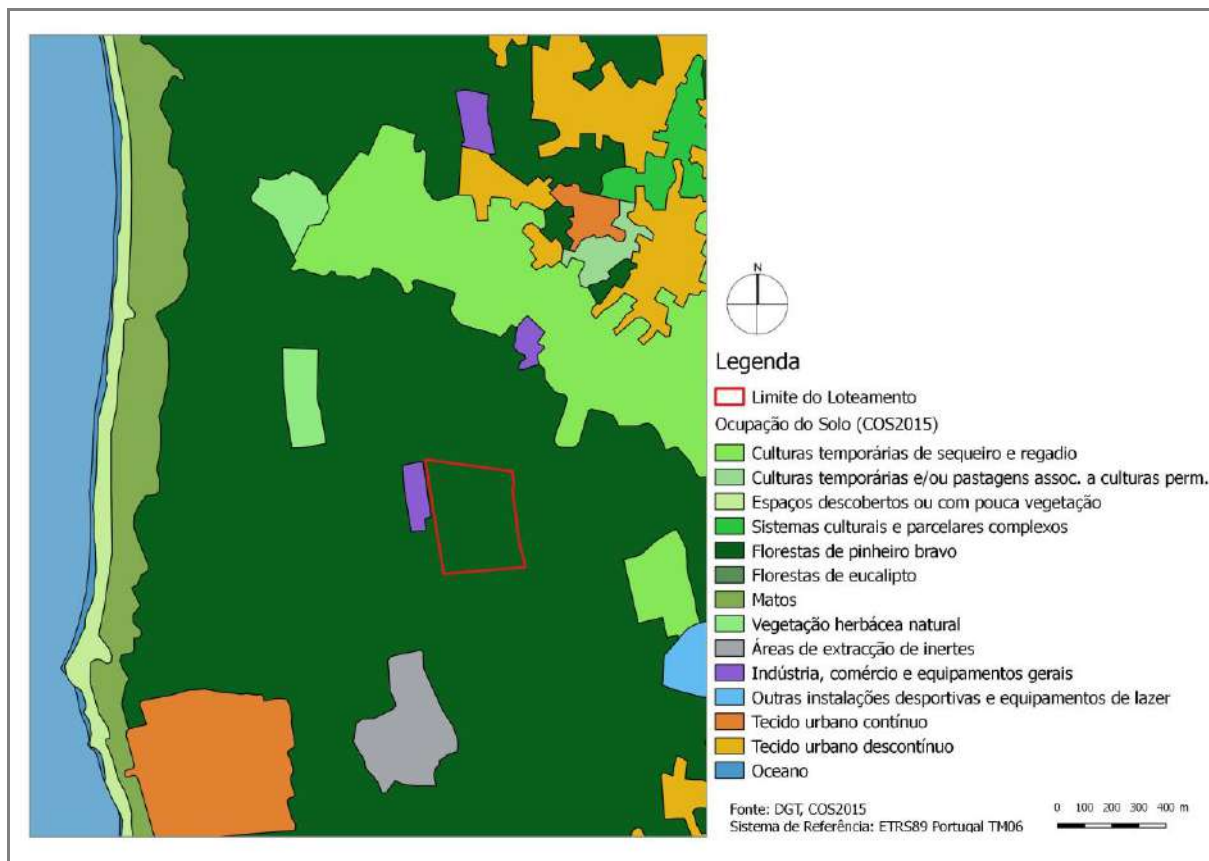 N
Legenda
Limite do Loteamento
Ocupação do Solo (COS2015)
Culturas temporárias de sequeiro e regadio
Culturas temporárias e/ou pastagens assoc. a culturas perm.
Espaços descobertos ou com pouca vegetação
Sistemas culturais e parcelares complexos
Florestas de pinheiro bravo
Florestas de eucalipto
Matos
Vegetação herbácea natural
Áreas de extracção de inertes
Indústria, comércio e equipamentos gerais
Outras instalações desportivas e equipamentos de lazer
Tecido urbano contínuo
Tecido urbano descontínuo
Oceano
Fonte: DGT, COS2015
Sistema de Referência: ETRS89 Portugal TM06
0 100 200 300 400 m